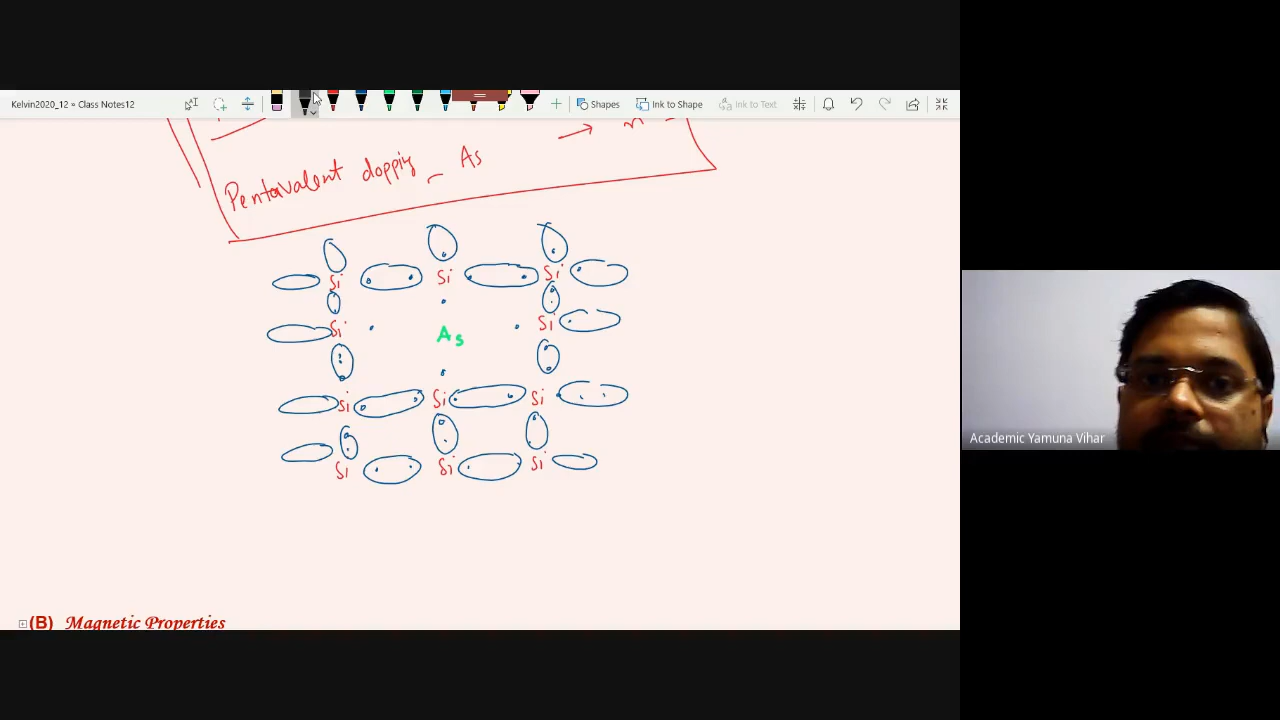 Kelvin2020_12 » Class Notes12
Shapes Ink to Shape Ink to Text
→ n
Pentavalent doppig _ As
Si Si Si
Si As Si
Si Si Si
Si Si Si
Academic Yamuna Vihar
(B) Magnetic Properties